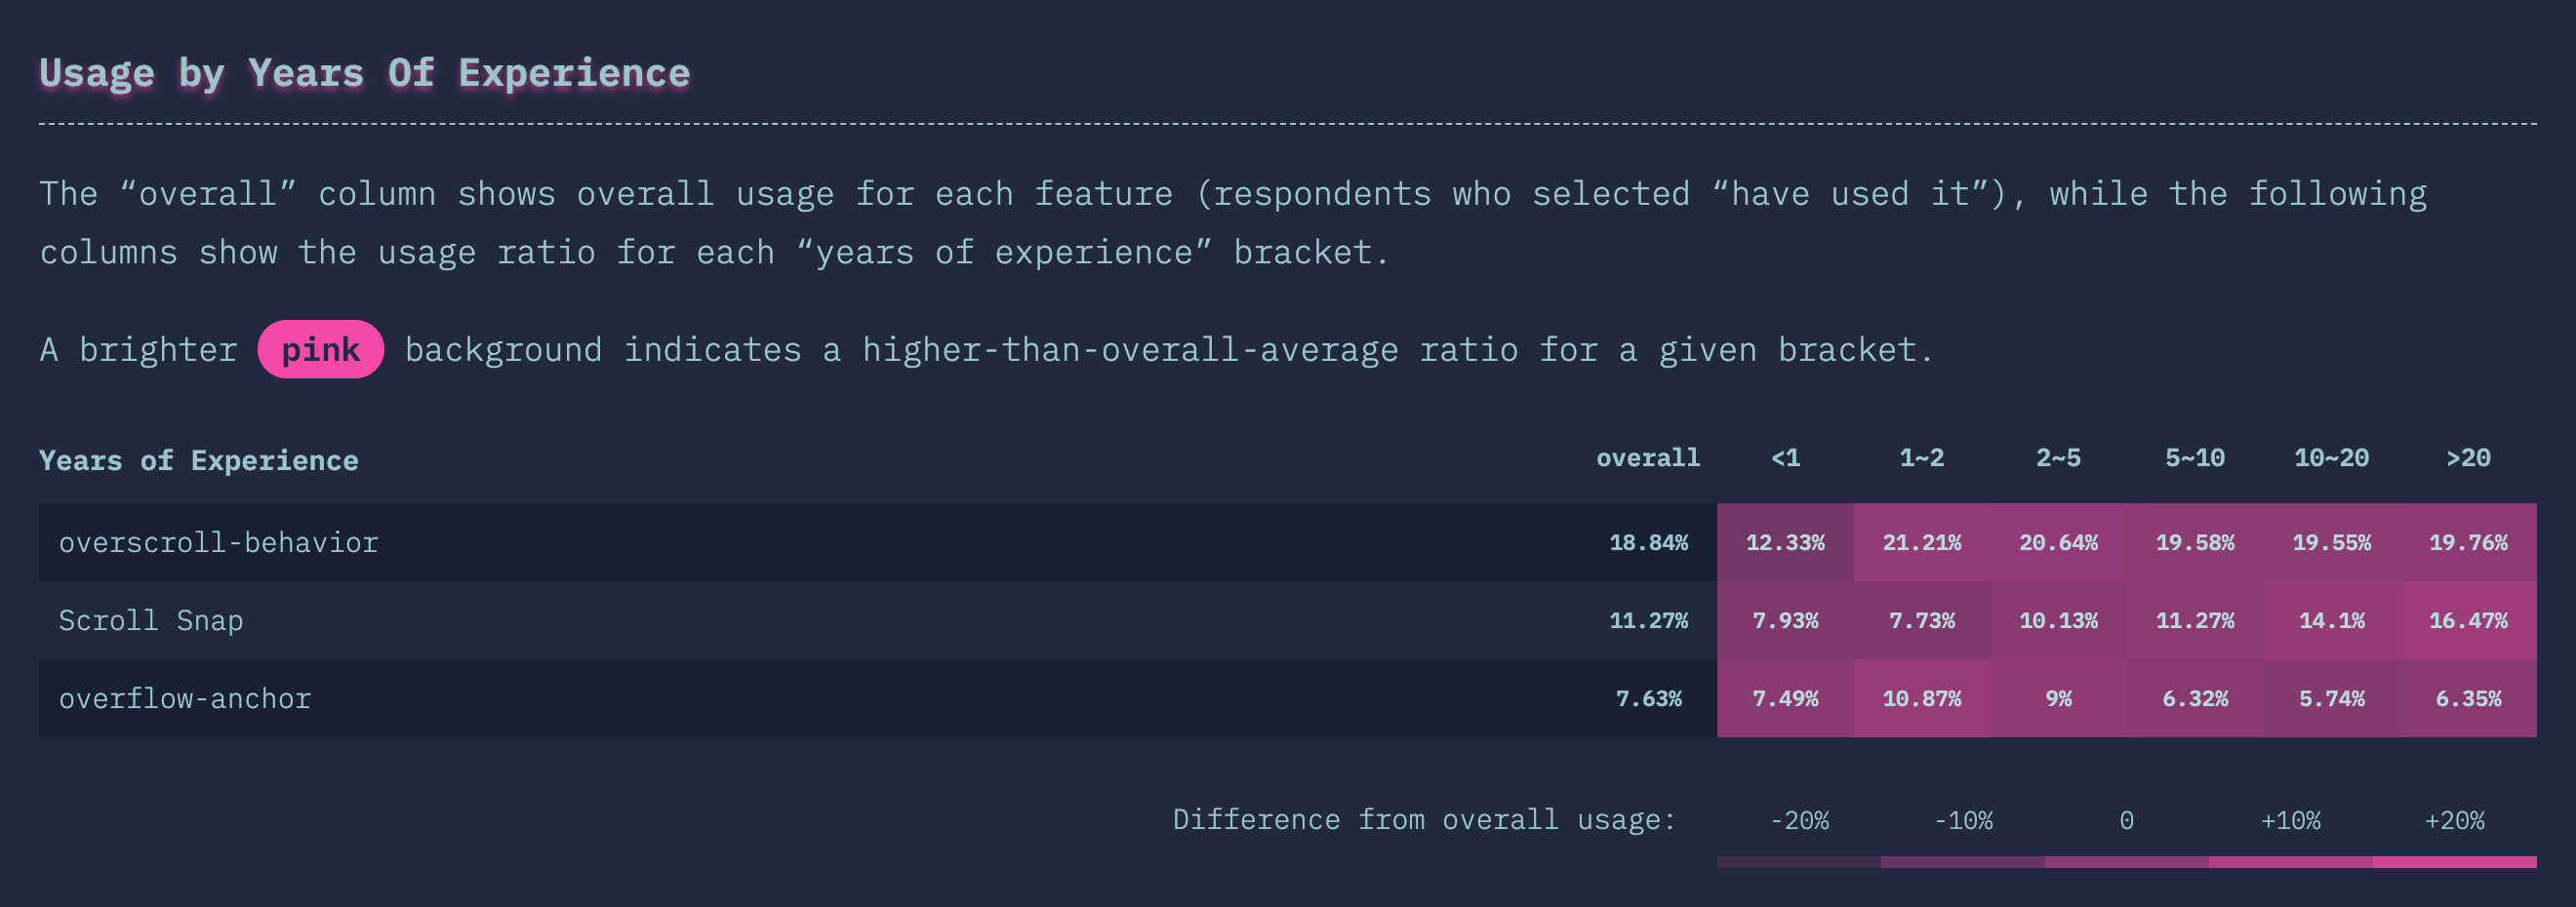 Usage by Years Of Experience
The “overall” column shows overall usage for each feature (respondents who selected “have used it”), while the following
columns show the usage ratio for each “years of experience” bracket.
A brighter pink background indicates a higher-than-overall-average ratio for a given bracket.
Years of Experience overall <1 1~2 2~5 5~10 10~20 >20
overscroll-behavior 18.84% 12.33% 21.21% 20.64% 19.58% 19.55% 19.76%
Scroll Snap 11.27% 7.93% 7.73% 10.13% 11.27% 14.1% 16.47%
overflow-anchor 7.63% 7.49% 10.87% 9% 6.32% 5.74% 6.35%
Difference from overall usage: -20% -10% 0 +10% +20%